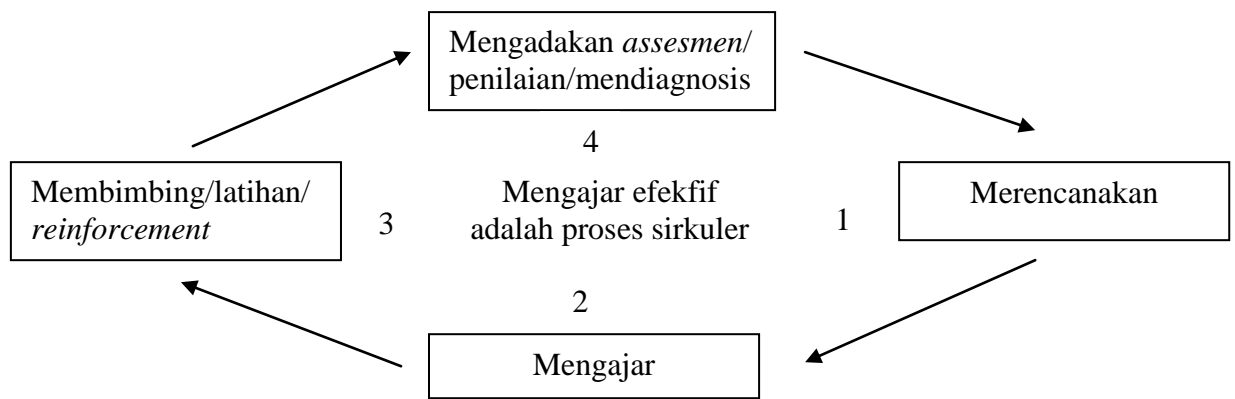 Mengadakan assesmen/
penilaian/mendiagnosis
4
Membimbing/latihan/
reinforcement
3
Mengajar efekfif
adalah proses sirkuler
1
Merencanakan
2
Mengajar